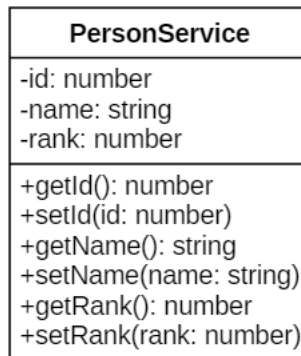 PersonService
-id: number
-name: string
-rank: number
+getId(): number
+setId(id: number)
+getName(): string
+setName(name: string)
+getRank(): number
+setRank(rank: number)